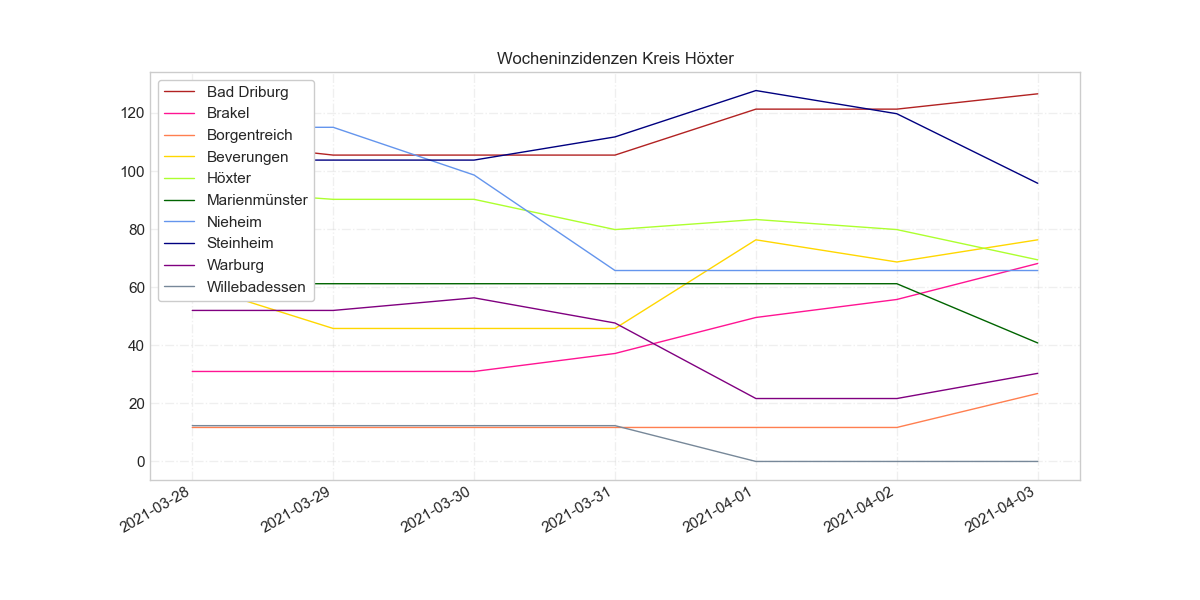 Wocheninzidenzen Kreis Höxter
Bad Driburg
Brakel
Borgentreich
Beverungen
Höxter
Marienmünster
Nieheim
Steinheim
Warburg
Willebadessen
120
100
80
60
40
20
0
2021-03-28
2021-03-29
2021-03-30
2021-03-31
2021-04-01
2021-04-02
2021-04-03